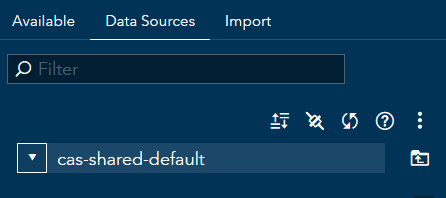 Available Data Sources Import
Filter
cas-shared-default